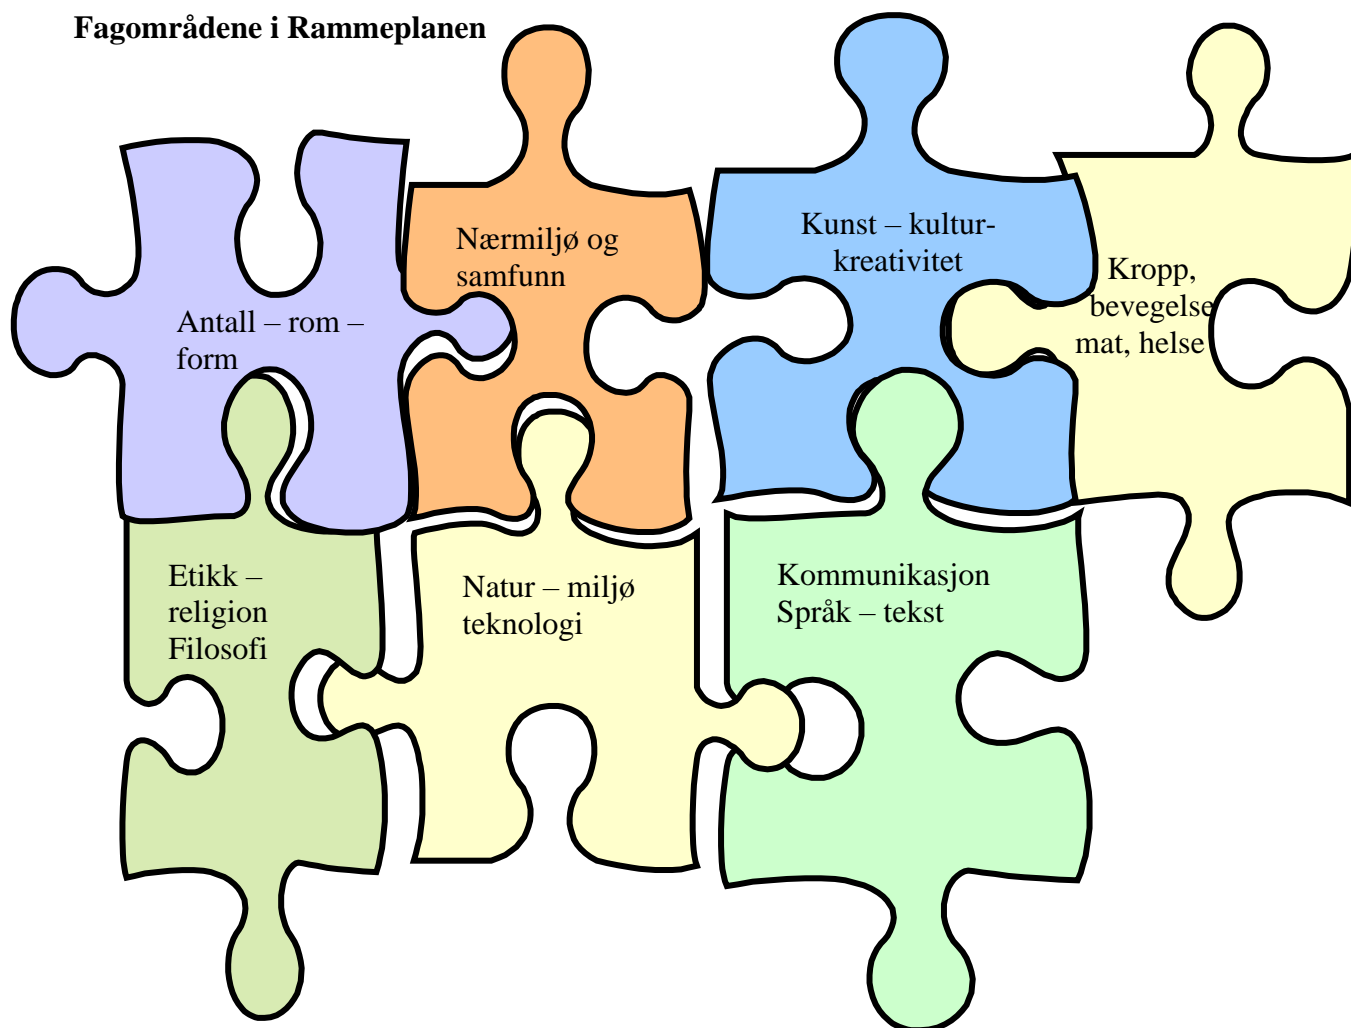 Fagområdene i Rammeplanen
Antall – rom –
form
Nærmiljø og
samfunn
Kunst – kultur-
kreativitet
Kropp,
bevegelse
mat, helse
Etikk –
religion
Filosofi
Natur – miljø
teknologi
Kommunikasjon
Språk – tekst